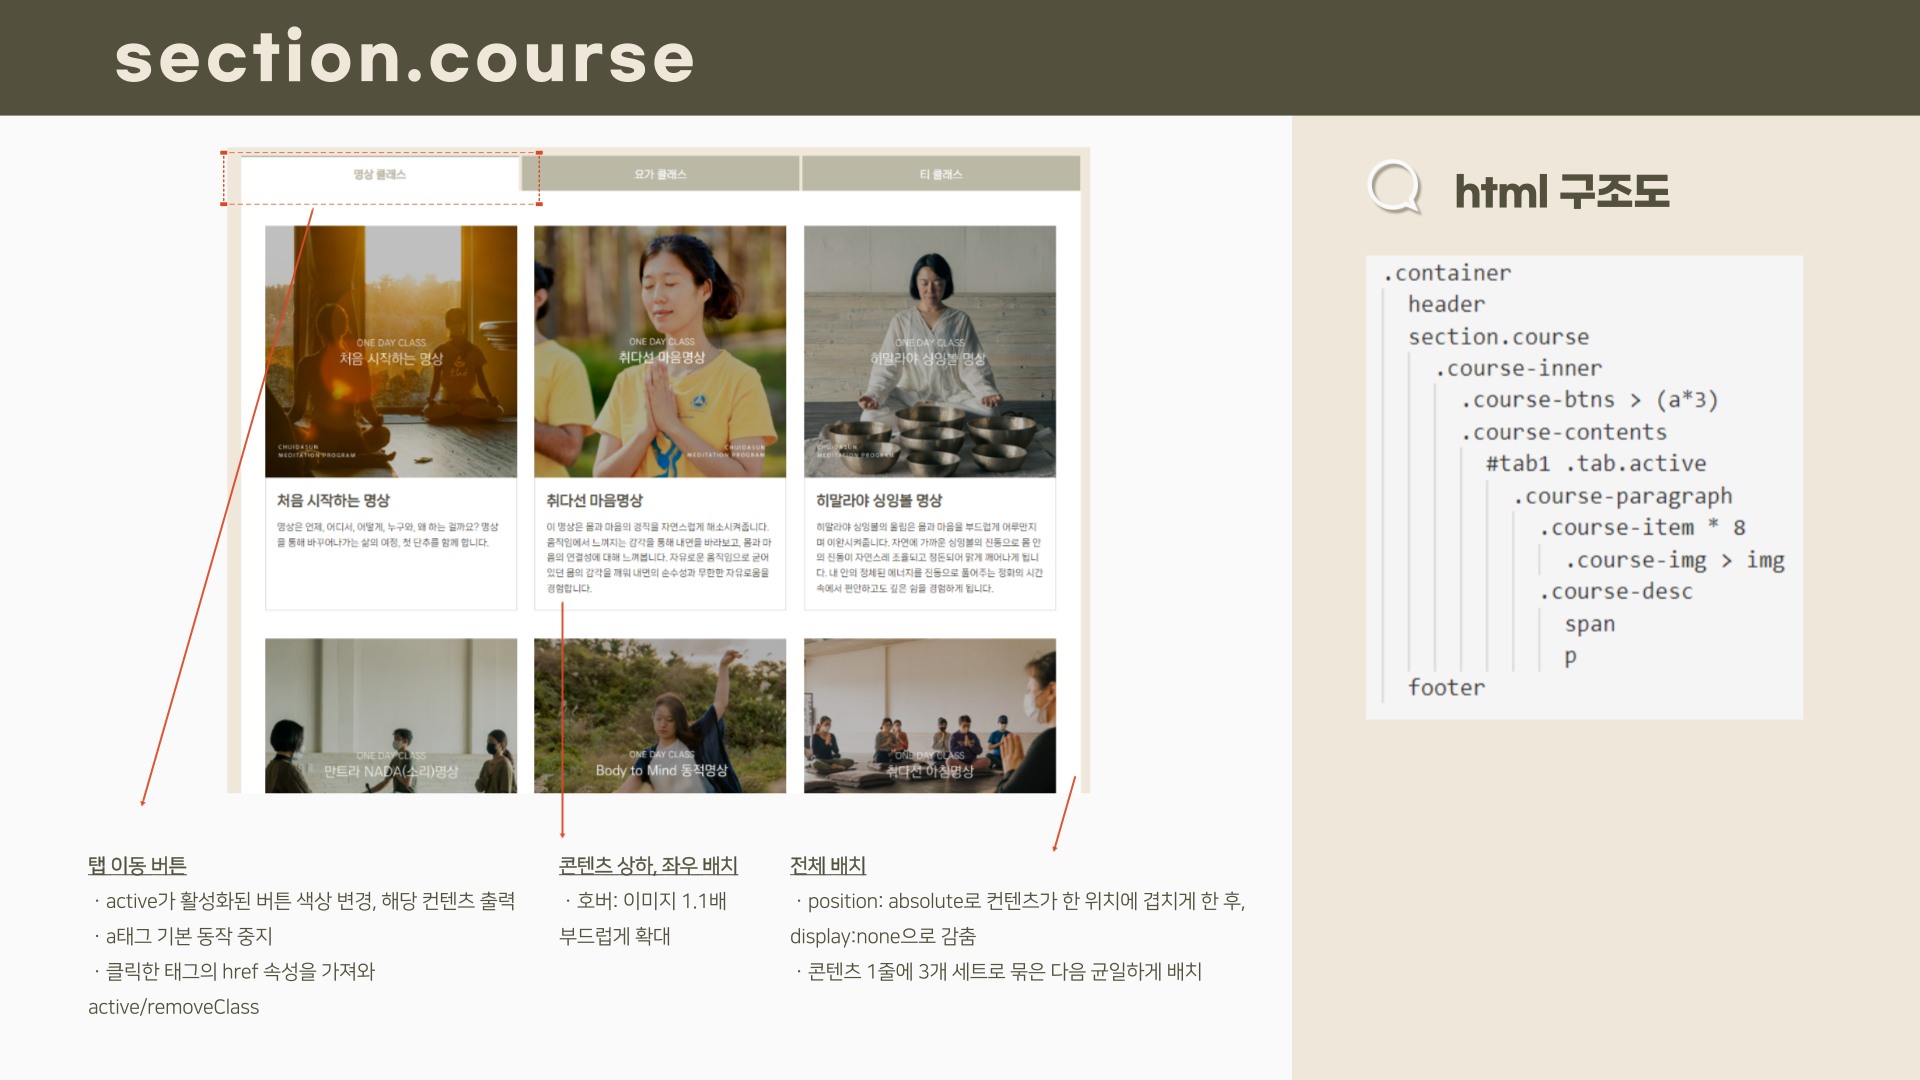 section.course
명상 클래스
요가 클래스
티 클래스
ONE DAY CLASS
처음 시작하는 명상
CHUIDASUN
MEDITATION PROGRAM
ONE DAY CLASS
취다선 마음명상
CHUIDASUN
MEDITATION PROGRAM
ONE DAY CLASS
히말라야 싱잉볼 명상
CHUIDASUN
MEDITATION PROGRAM
처음 시작하는 명상
명상은 언제, 어디서, 어떻게, 누구와, 왜 하는 걸까요? 명상
을 통해 바꾸어나가는 삶의 여정, 첫 단추를 함께 합니다.
취다선 마음명상
이 명상은 몸과 마음의 경직을 자연스럽게 해소시켜줍니다.
움직임에서 느껴지는 감각을 통해 내면을 바라보고, 몸과 마
음의 연결성에 대해 느껴봅니다. 자유로운 움직임으로 굳어
있던 몸의 감각을 깨워 내면의 순수성과 무한한 자유로움을
경험합니다.
히말라야 싱잉볼 명상
히말라야 싱잉볼의 울림은 몸과 마음을 부드럽게 어루만지
며 이완시켜줍니다. 자연에 가까운 싱잉볼의 진동으로 몸 안
의 진동이 자연스레 조율되고 정돈되어 맑게 깨어나게 됩니
다. 내 안의 정체된 에너지를 진동으로 풀어주는 정화의 시간
속에서 편안하고도 깊은 쉼을 경험하게 됩니다.
ONE DAY CLASS
만트라 NADA(소리)명상
ONE DAY CLASS
Body to Mind 동적명상
ONE DAY CLASS
취다선 아침명상
탭 이동 버튼
· active가 활성화된 버튼 색상 변경, 해당 컨텐츠 출력
· a태그 기본 동작 중지
· 클릭한 태그의 href 속성을 가져와
active/removeClass
콘텐츠 상하, 좌우 배치
· 호버: 이미지 1.1배
부드럽게 확대
전체 배치
· position: absolute로 컨텐츠가 한 위치에 겹치게 한 후,
display:none으로 감춤
· 콘텐츠 1줄에 3개 세트로 묶은 다음 균일하게 배치
html 구조도
.container
header
section.course
.course-inner
.course-btns > (a*3)
.course-contents
#tab1 .tab.active
.course-paragraph
.course-item * 8
.course-img > img
.course-desc
span
p
footer